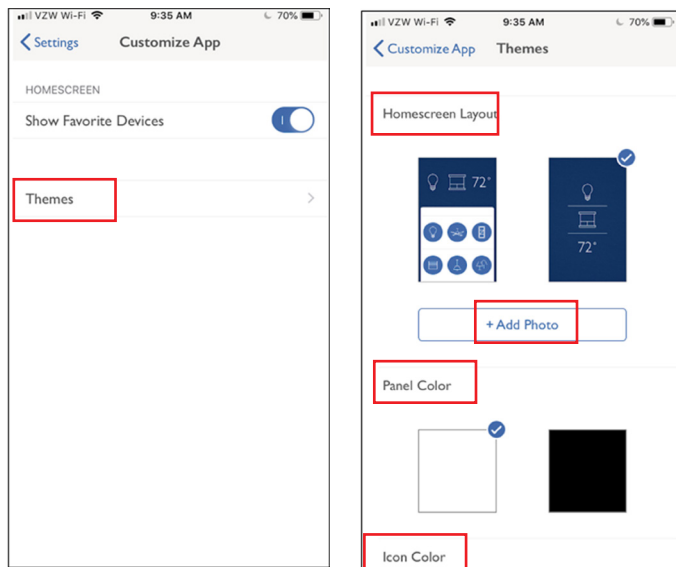 VZW Wi-Fi 9:35 AM 70%
Settings Customize App
HOMESCREEN
Show Favorite Devices
Themes
VZW Wi-Fi 9:35 AM 70%
Customize App Themes
Homescreen Layout
72°
72°
+ Add Photo
Panel Color
Icon Color